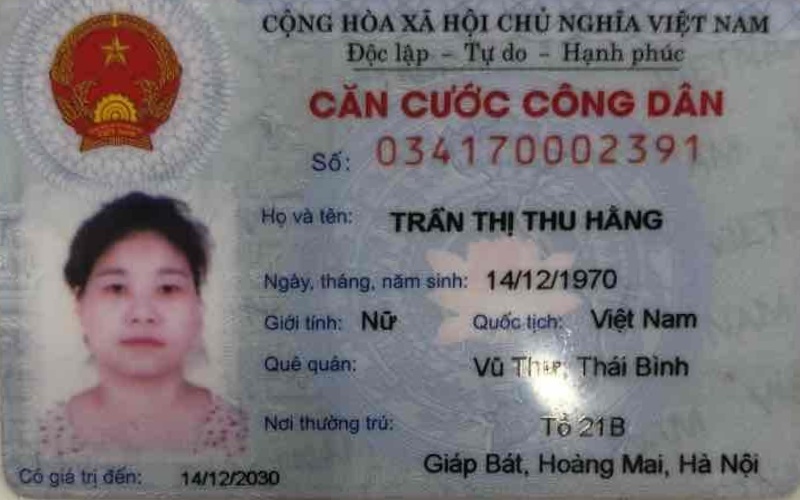 CỘNG HÒA XÃ HỘI CHỦ NGHĨA VIỆT NAM
Độc lập - Tự do - Hạnh phúc
CĂN CƯỚC CÔNG DÂN
Số: 034170002391
Họ và tên: TRẦN THỊ THU HẰNG
Ngày, tháng, năm sinh: 14/12/1970
Giới tính: Nữ Quốc tịch: Việt Nam
Quê quán: Vũ Thư, Thái Bình
Nơi thường trú: Tổ 21B
Giáp Bát, Hoàng Mai, Hà Nội
Có giá trị đến: 14/12/2030